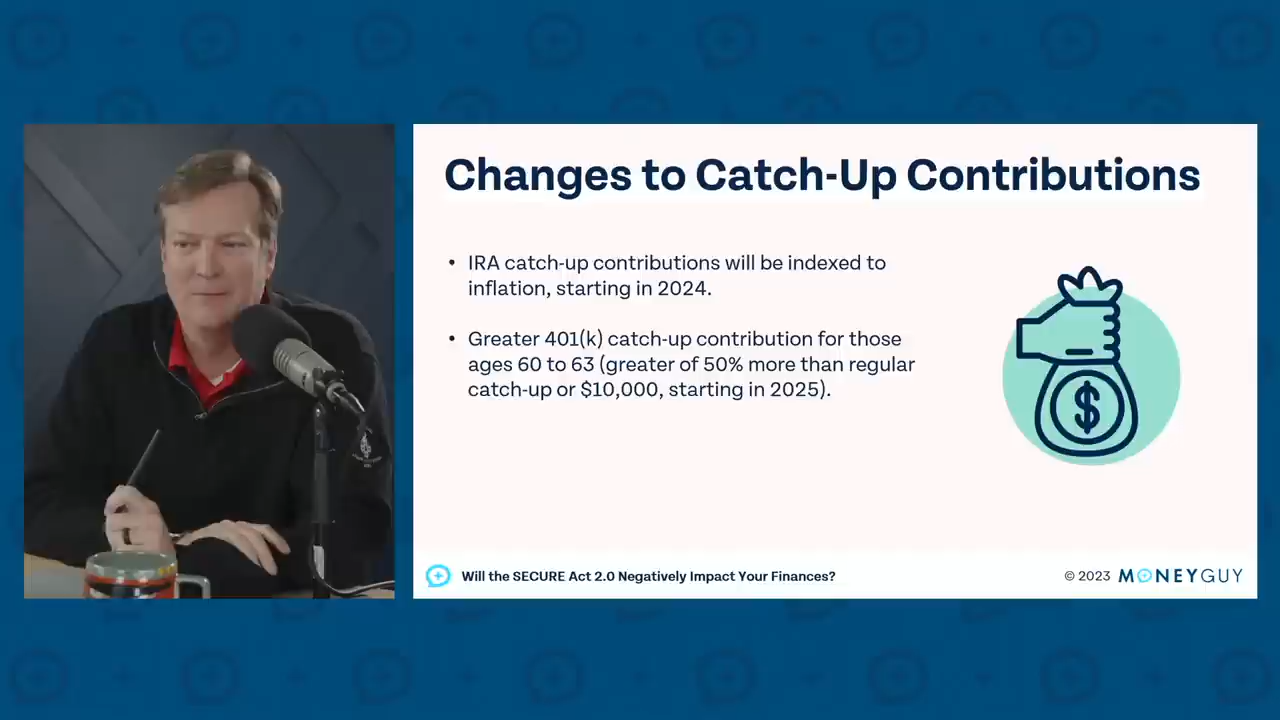 Changes to Catch-Up Contributions
• IRA catch-up contributions will be indexed to
inflation, starting in 2024.
• Greater 401(k) catch-up contribution for those
ages 60 to 63 (greater of 50% more than regular
catch-up or $10,000, starting in 2025).
$
Will the SECURE Act 2.0 Negatively Impact Your Finances?
© 2023 MONEYGUY